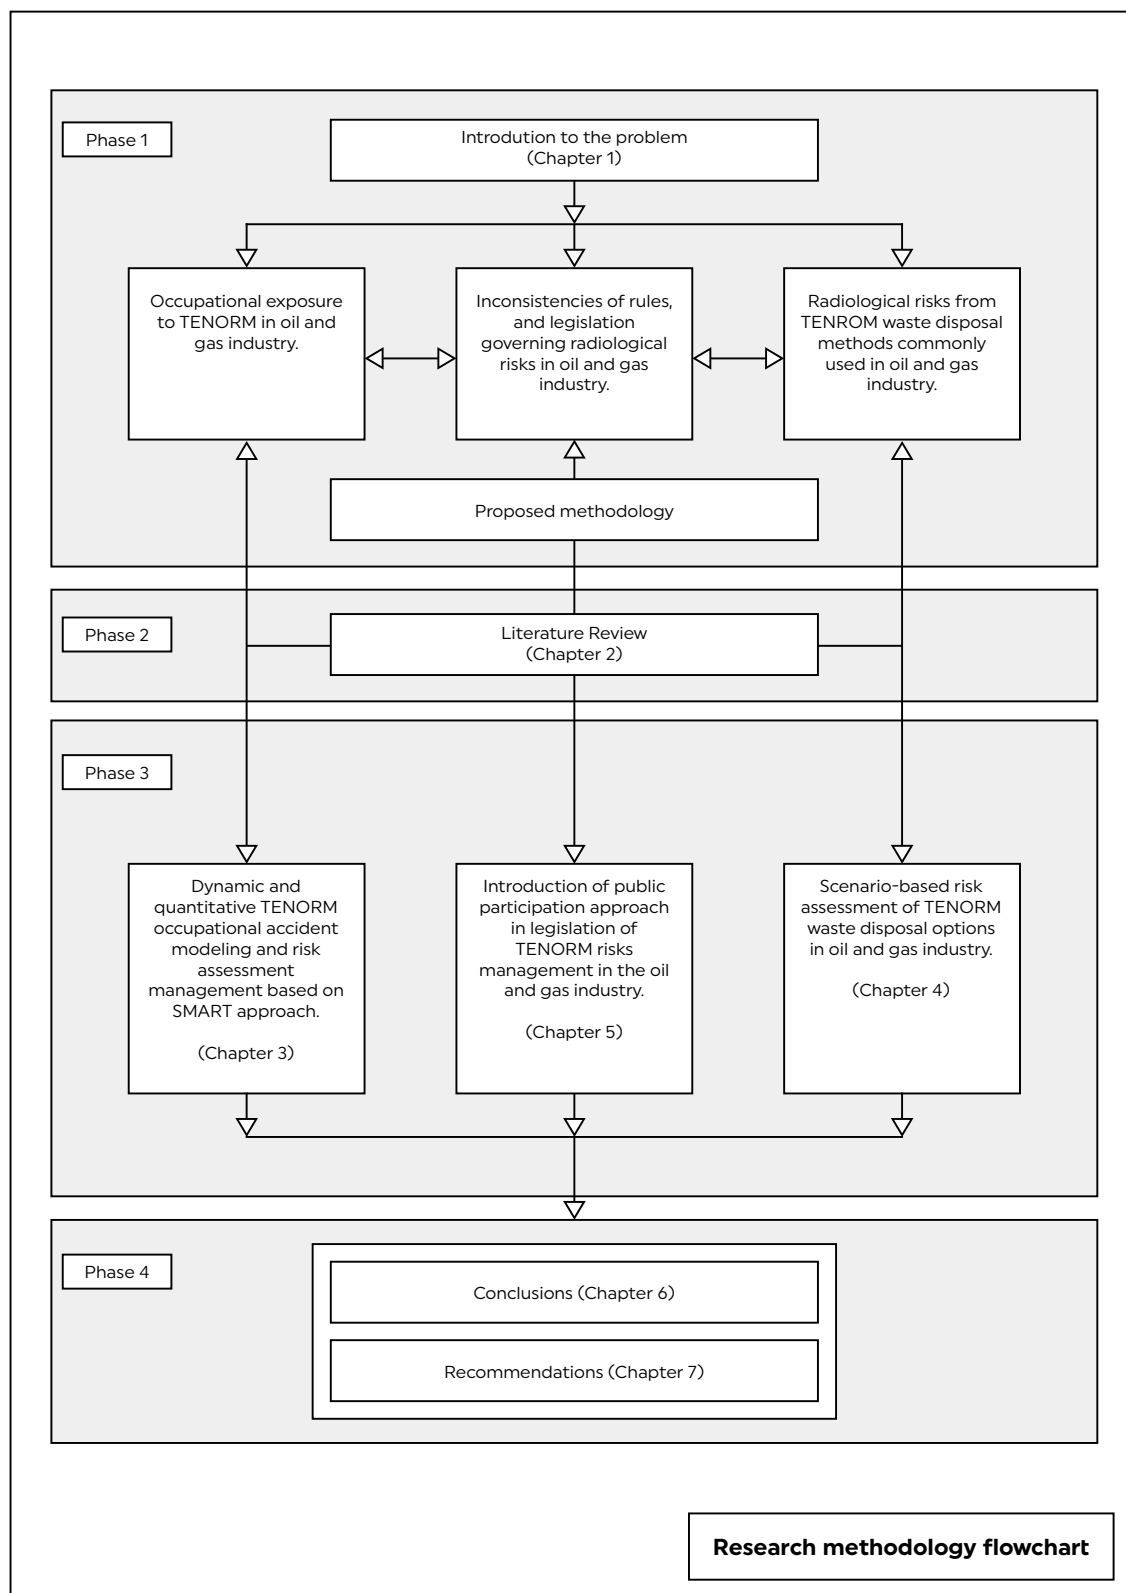 Phase 1
Introdution to the problem
(Chapter 1)
Occupational exposure
to TENORM in oil and
gas industry.
Inconsistencies of rules,
and legislation
governing radiological
risks in oil and gas
industry.
Radiological risks from
TENROM waste disposal
methods commonly
used in oil and gas
industry.
Proposed methodology
Phase 2
Literature Review
(Chapter 2)
Phase 3
Dynamic and
quantitative TENORM
occupational accident
modeling and risk
assessment
management based on
SMART approach.
(Chapter 3)
Introduction of public
participation approach
in legislation of
TENORM risks
management in the oil
and gas industry.
(Chapter 5)
Scenario-based risk
assessment of TENORM
waste disposal options
in oil and gas industry.
(Chapter 4)
Phase 4
Conclusions (Chapter 6)
Recommendations (Chapter 7)
Research methodology flowchart